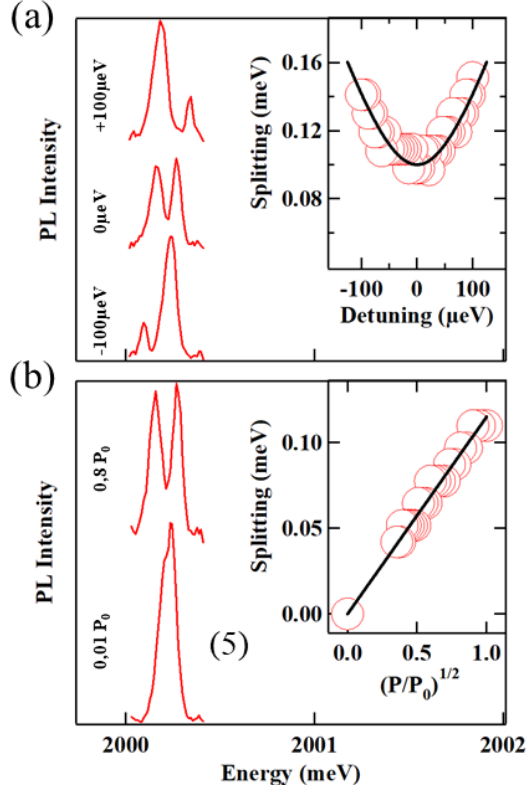 (a)
PL Intensity
+100µeV
0µeV
-100µeV
Splitting (meV)
0.16
0.12
0.08
-100 0 100
Detuning (µeV)
(b)
PL Intensity
0,8 P0
0,01 P0
(5)
Splitting (meV)
0.10
0.05
0.00
0.0 0.5 1.0
(P/P0)1/2
2000 2001 2002
Energy (meV)